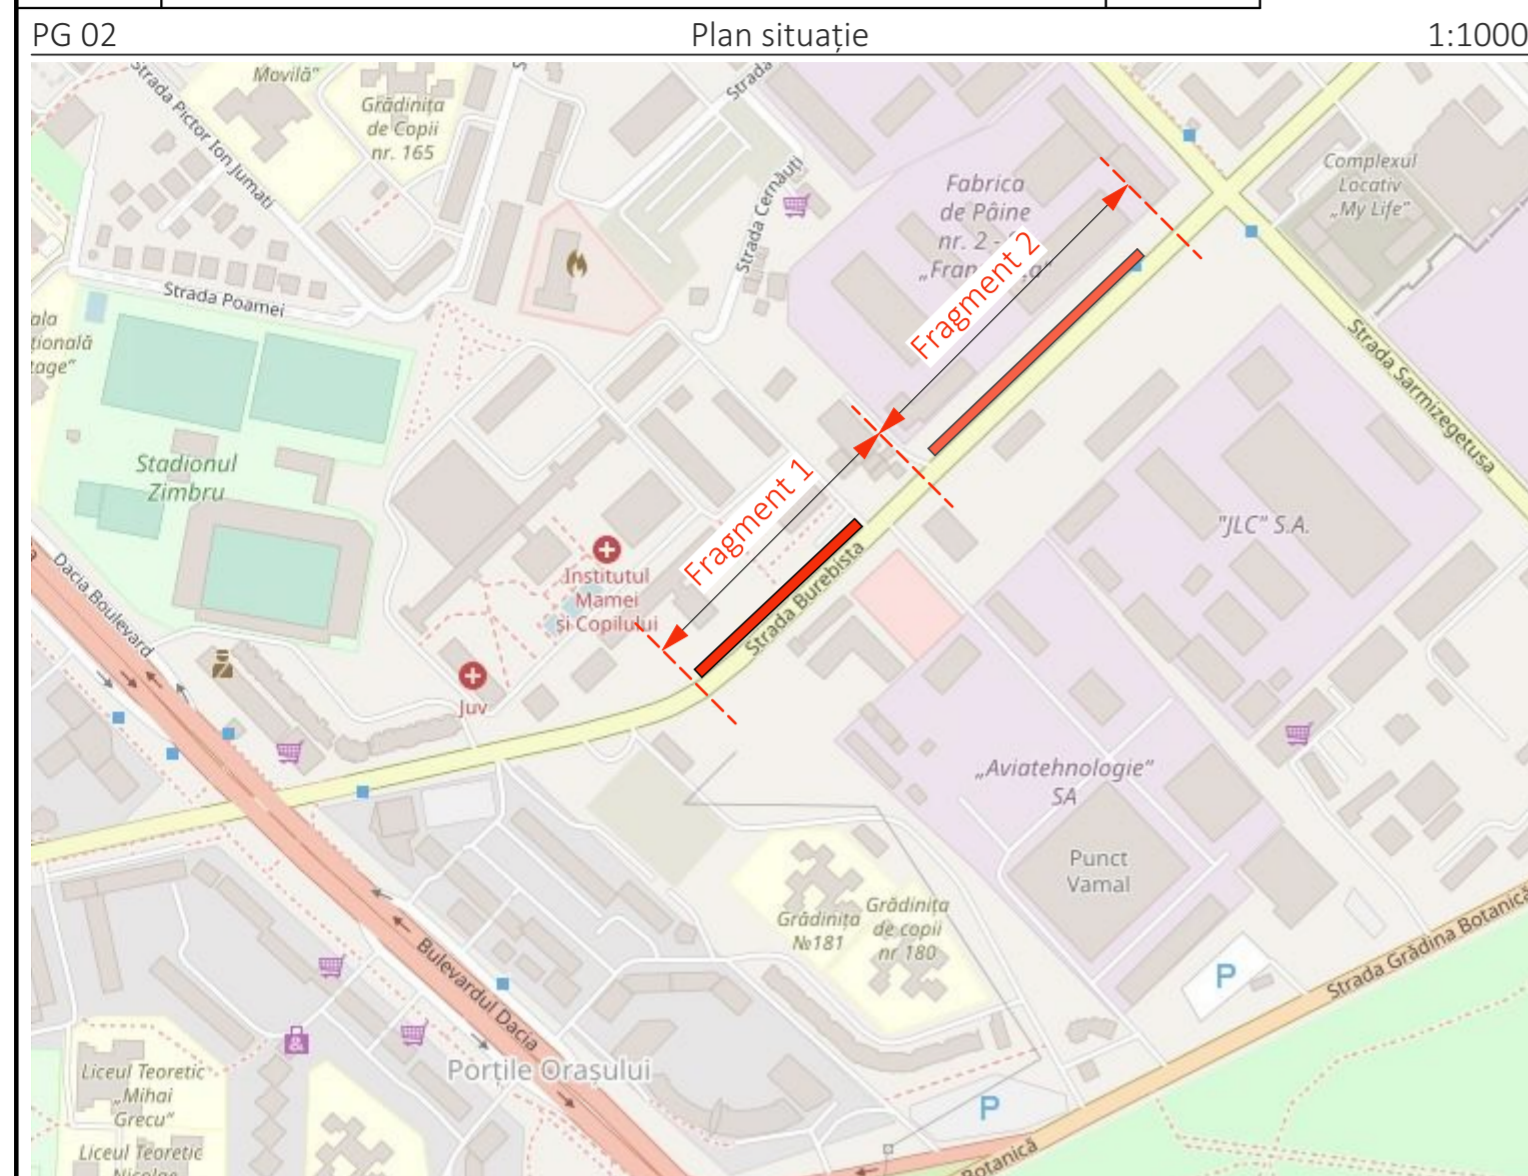 PG 02
Plan situație
1:1000
Strada Pictor Ion Jumati
Movilă"
Grădinița
de Copii
nr. 165
Strada
Strada Cernăuți
Fabrica
de Pâine
nr. 2 -
Complexul
Locativ
„My Life"
Fragment 2
Strada Poamei
Strada Sarmizegetusa
Stadionul
Zimbru
Fragment 1
"JLC" S.A.
Institutul
Mamei
și Copilului
Strada Burebista
Dacia Boulevard
Juv
„Aviatehnologie"
SA
Punct
Vamal
Grădinița
№181
Grădinița
de copii
nr 180
Bulevardul Dacia
P
Strada Grădina Botanică
Porțile Orașului
P
Liceul Teoretic
„Mihai
Grecu"
Liceul Teoretic
Botanică